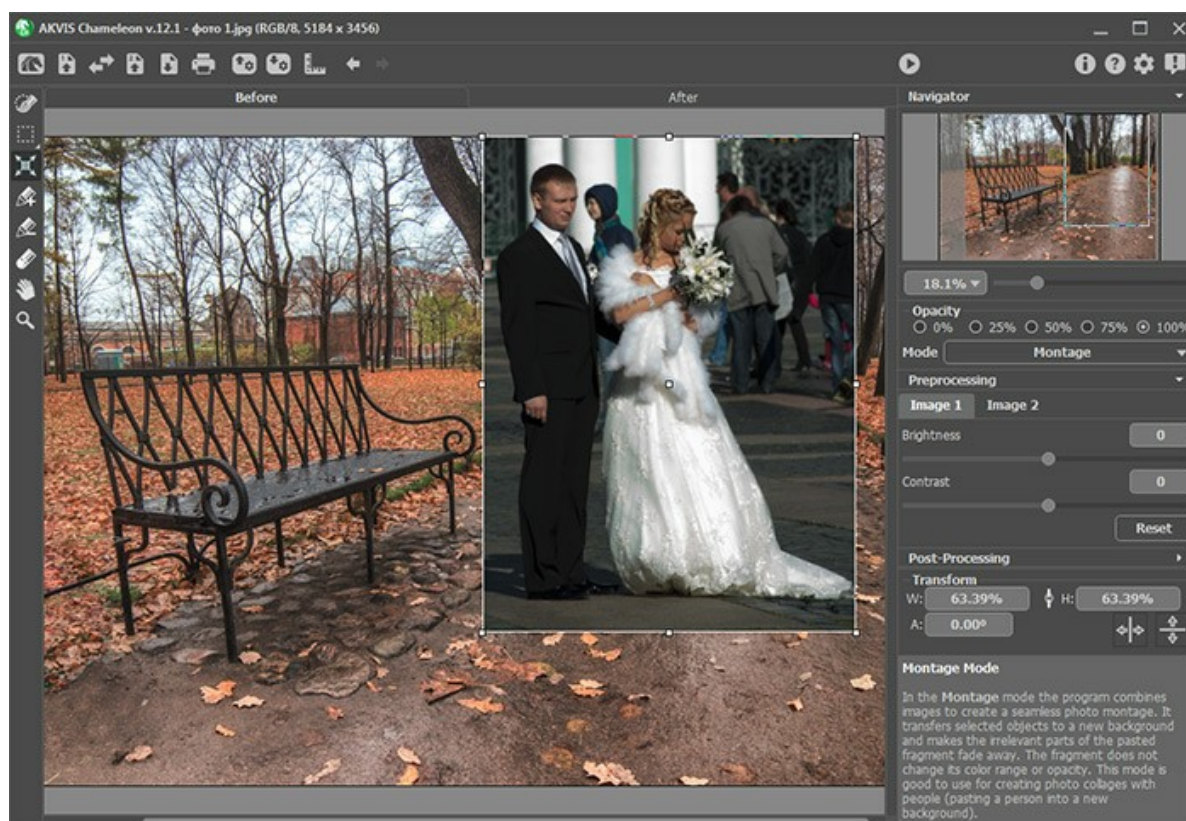 AKVIS Chameleon v.12.1 - фото 1.jpg (RGB/8, 5184 x 3456)
Before
After
Navigator
18.1%
Opacity
0% 25% 50% 75% 100%
Mode Montage
Preprocessing
Image 1 Image 2
Brightness 0
Contrast 0
Reset
Post-Processing
Transform
W: 63.39% H: 63.39%
A: 0.00°
Montage Mode
In the Montage mode the program combines
images to create a seamless photo montage. It
transfers selected objects to a new background
and makes the irrelevant parts of the pasted
fragment fade away. The fragment does not
change its color range or opacity. This mode is
good to use for creating photo collages with
people (pasting a person into a new
background).